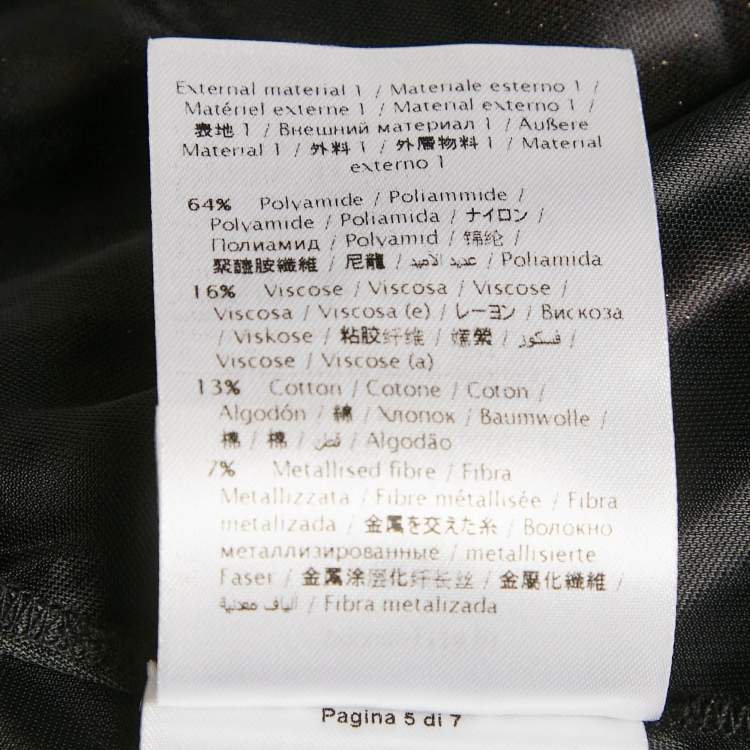 External material 1 / Materiale esterno 1 /
Matériel externe 1 / Material externo 1 /
表地 1 / Внешний материал 1 / Äußere
Material 1 / 外料 1 / 外層物料 1 / Material
externo 1
64% Polyamide / Poliammide /
Polyamide / Poliamida / ナイロン /
Полиамид / Polyamid / 锦纶 /
聚醯胺纖維 / 尼龍 / عديد الأميد / Poliamida
16% Viscose / Viscosa / Viscose /
Viscosa / Viscosa (e) / レーヨン / Вискоза
/ Viskose / 粘胶纤维 / 嫘縈 / فسكوز /
Viscose / Viscose (a)
13% Cotton / Cotone / Coton /
Algodón / 綿 / Хлопок / Baumwolle /
棉 / 棉 / قطن / Algodão
7% Metallised fibre / Fibra
Metallizzata / Fibre métallisée / Fibra
metalizada / 金属を交えた糸 / Волокно
металлизированные / metallisierte
Faser / 金属涂层化纤长丝 / 金屬化纖維 /
ألياف معدنية / Fibra metalizada
Pagina 5 di 7